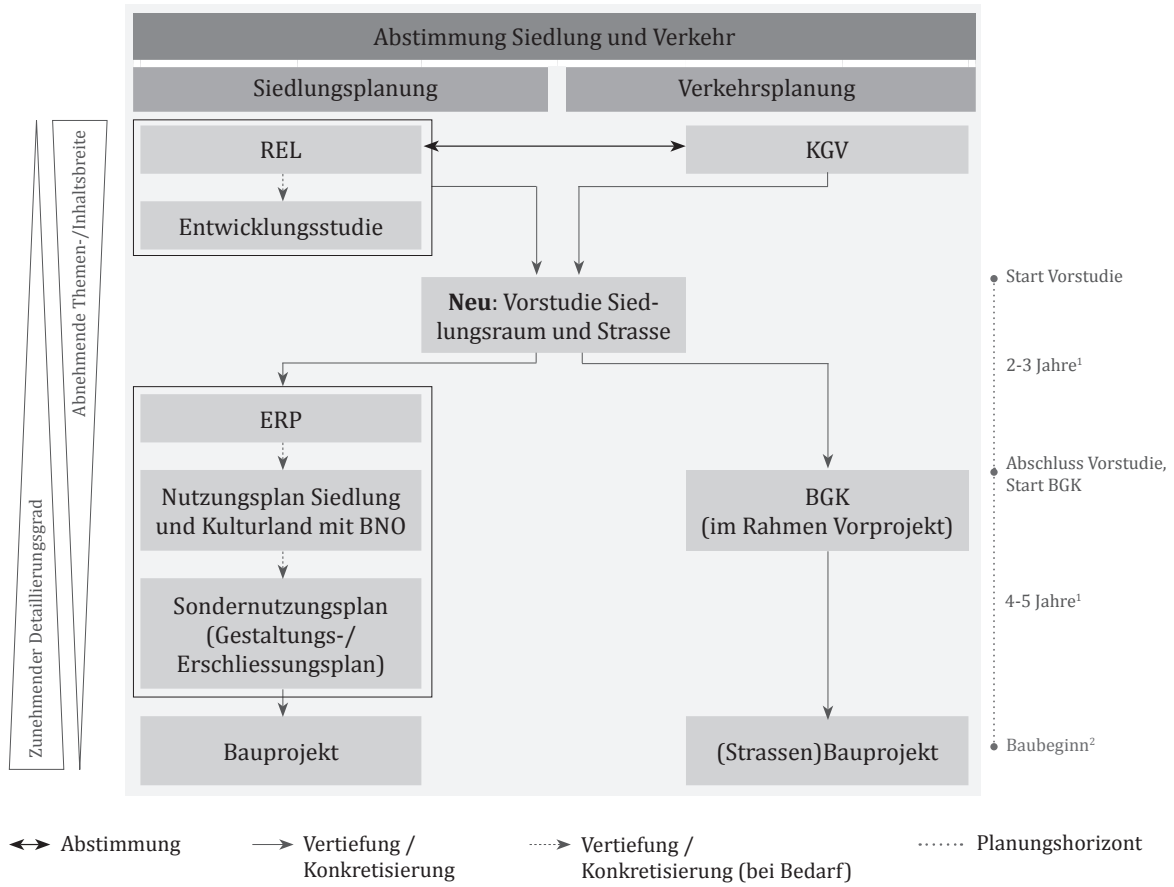 Abstimmung Siedlung und Verkehr
Siedlungsplanung
Verkehrsplanung
Abnehmende Themen-/Inhaltsbreite
Zunehmender Detaillierungsgrad
REL
KGV
Entwicklungsstudie
Neu: Vorstudie Sied-
lungsraum und Strasse
Start Vorstudie
2-3 Jahre¹
ERP
Nutzungsplan Siedlung
und Kulturland mit BNO
BGK
(im Rahmen Vorprojekt)
Abschluss Vorstudie,
Start BGK
Sondernutzungsplan
(Gestaltungs-/
Erschliessungsplan)
4-5 Jahre¹
Bauprojekt
(Strassen)Bauprojekt
Baubeginn²
Abstimmung
Vertiefung /
Konkretisierung
Vertiefung /
Konkretisierung (bei Bedarf)
Planungshorizont